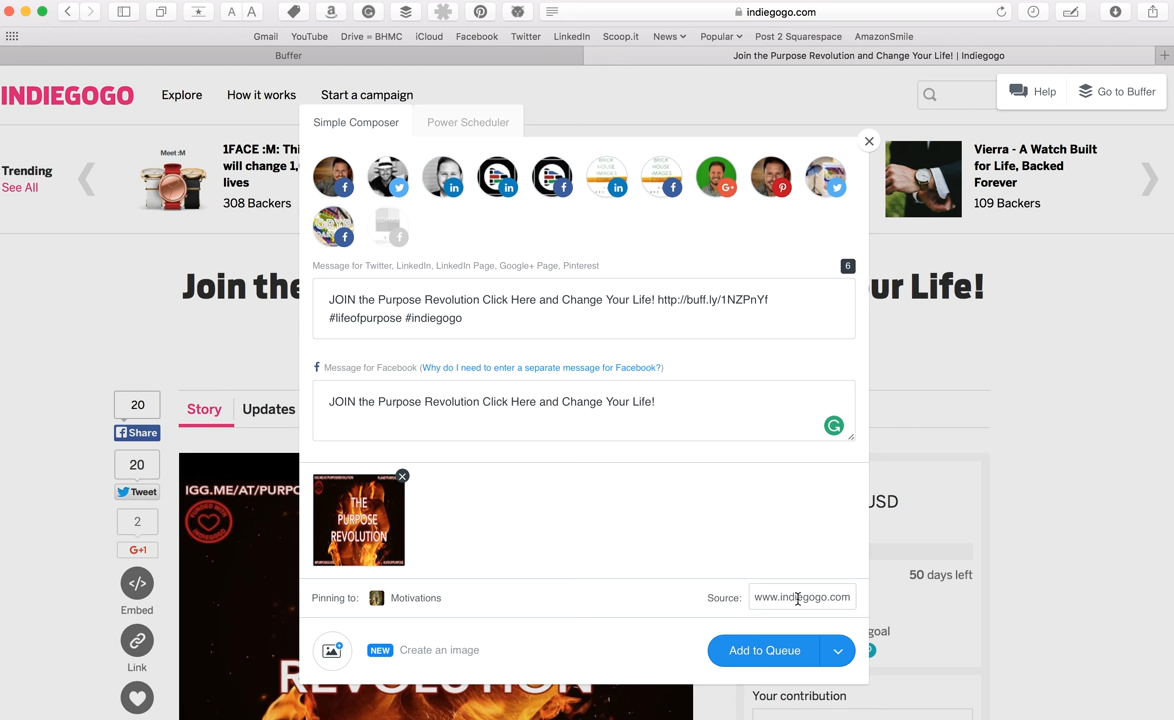 A A
indiegogo.com
Gmail YouTube Drive = BHMC iCloud Facebook Twitter LinkedIn Scoop.it News Popular Post 2 Squarespace AmazonSmile
Buffer
Join the Purpose Revolution and Change Your Life! | Indiegogo
INDIEGOGO
Explore
How it works
Start a campaign
Help
Go to Buffer
Simple Composer
Power Scheduler
Trending
See All
Meet :M
1FACE :M: Thi
will change 1,
lives
308 Backers
Vierra - A Watch Built
for Life, Backed
Forever
109 Backers
Message for Twitter, LinkedIn, LinkedIn Page, Google+ Page, Pinterest
6
Join the
ur Life!
JOIN the Purpose Revolution Click Here and Change Your Life! http://buff.ly/1NZPnYf
#lifeofpurpose #indiegogo
Message for Facebook (Why do I need to enter a separate message for Facebook?)
JOIN the Purpose Revolution Click Here and Change Your Life!
20
Share
20
Tweet
2
G+1
Embed
Link
Story
Updates
IGG.ME/AT/PURPO
THE
PURPOSE
REVOLUTION
USD
50 days left
Pinning to:
Motivations
Source:
www.indiegogo.com
goal
NEW
Create an image
Add to Queue
REVOLUTION
Your contribution